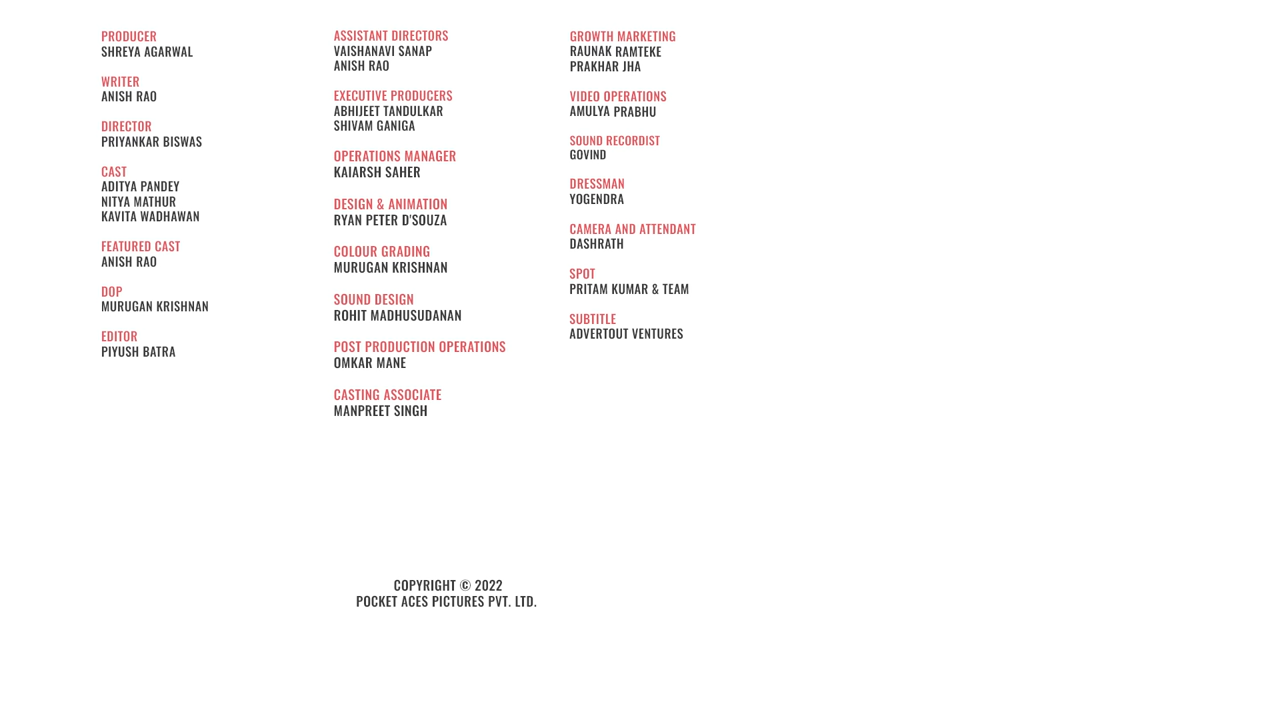 PRODUCER
SHREYA AGARWAL
WRITER
ANISH RAO
DIRECTOR
PRIYANKAR BISWAS
CAST
ADITYA PANDEY
NITYA MATHUR
KAVITA WADHAWAN
FEATURED CAST
ANISH RAO
DOP
MURUGAN KRISHNAN
EDITOR
PIYUSH BATRA
ASSISTANT DIRECTORS
VAISHANAVI SANAP
ANISH RAO
EXECUTIVE PRODUCERS
ABHIJEET TANDULKAR
SHIVAM GANIGA
OPERATIONS MANAGER
KAIARSH SAHER
DESIGN & ANIMATION
RYAN PETER D'SOUZA
COLOUR GRADING
MURUGAN KRISHNAN
SOUND DESIGN
ROHIT MADHUSUDANAN
POST PRODUCTION OPERATIONS
OMKAR MANE
CASTING ASSOCIATE
MANPREET SINGH
GROWTH MARKETING
RAUNAK RAMTEKE
PRAKHAR JHA
VIDEO OPERATIONS
AMULYA PRABHU
SOUND RECORDIST
GOVIND
DRESSMAN
YOGENDRA
CAMERA AND ATTENDANT
DASHRATH
SPOT
PRITAM KUMAR & TEAM
SUBTITLE
ADVERTOUT VENTURES
COPYRIGHT © 2022
POCKET ACES PICTURES PVT. LTD.